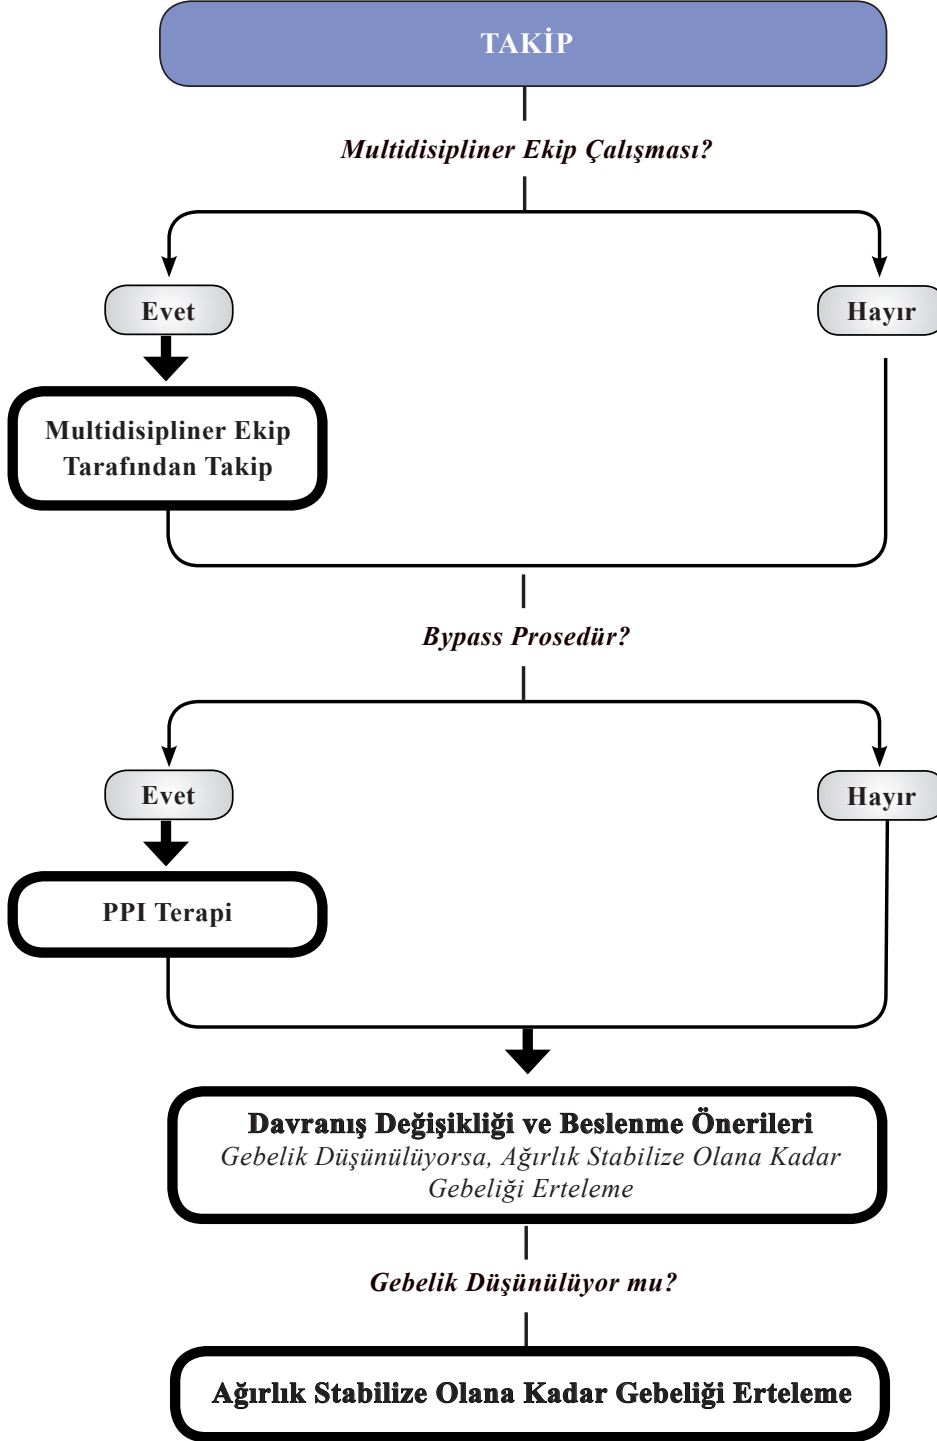 TAKİP
Multidisipliner Ekip Çalışması?
Evet
Hayır
Multidisipliner Ekip
Tarafından Takip
Bypass Prosedür?
Evet
Hayır
PPI Terapi
Davranış Değişikliği ve Beslenme Önerileri
Gebelik Düşünülüyorsa, Ağırlık Stabilize Olana Kadar
Gebeliği Erteleme
Gebelik Düşünülüyor mu?
Ağırlık Stabilize Olana Kadar Gebeliği Erteleme